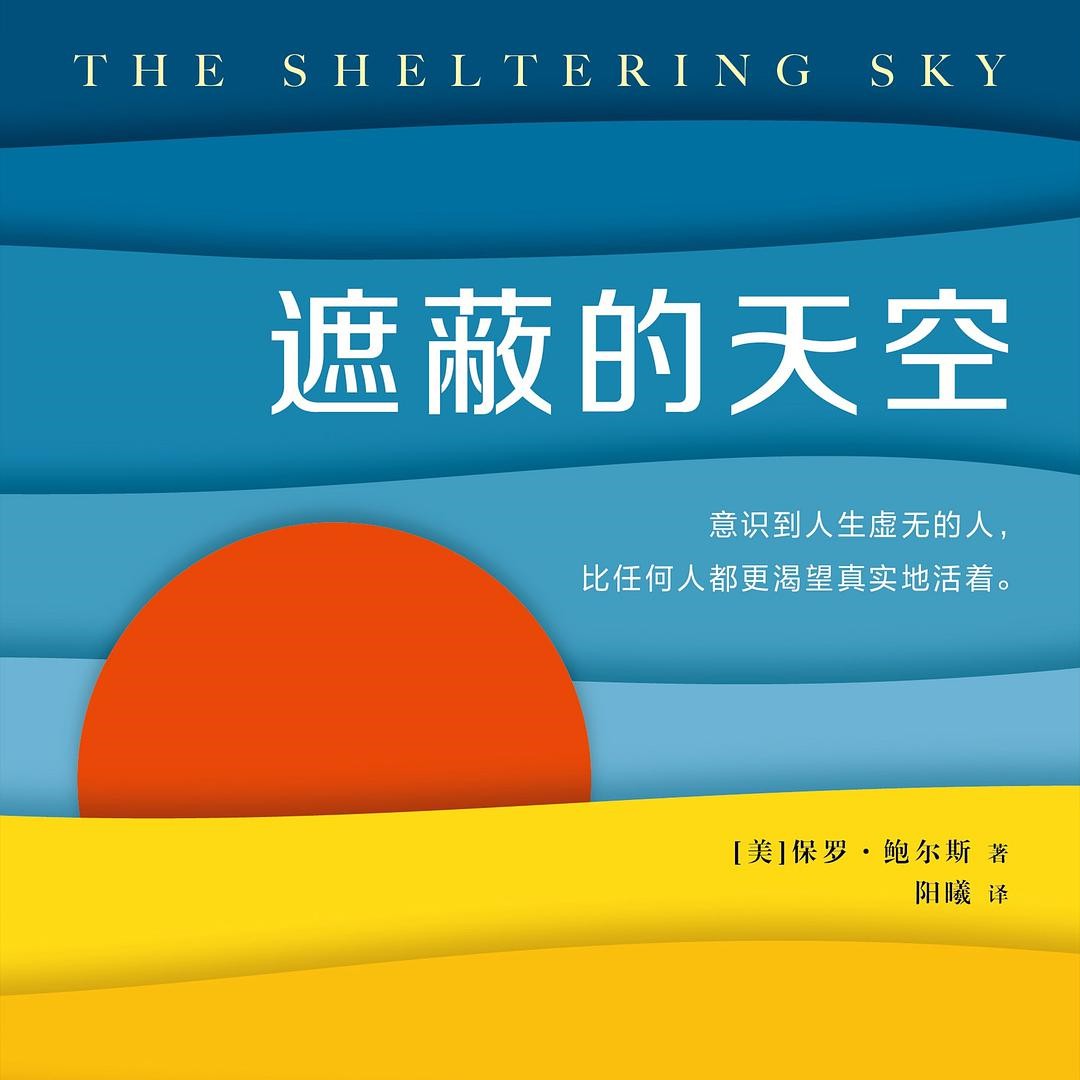 THE SHELTERING SKY
遮蔽的天空
意识到人生虚无的人，
比任何人都更渴望真实地活着。
[美]保罗·鲍尔斯 著
阳曦 译